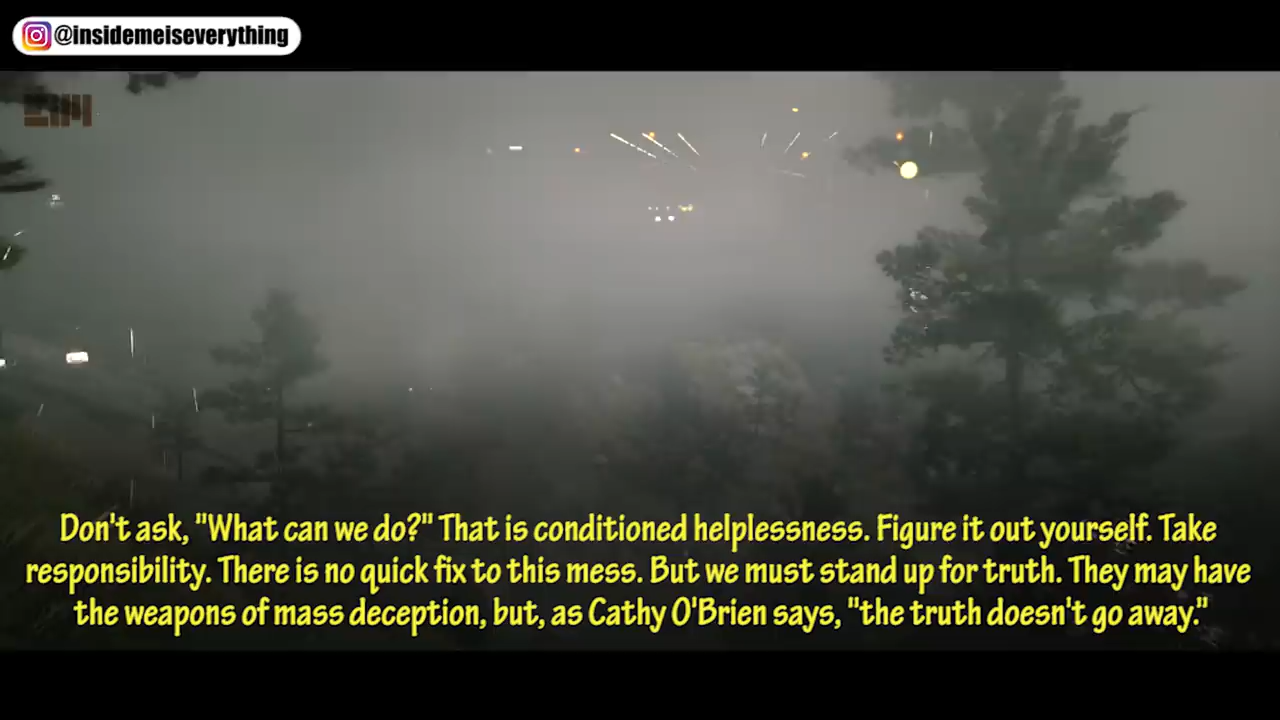 @insidemeiseverything
Don't ask, "What can we do?" That is conditioned helplessness. Figure it out yourself. Take
responsibility. There is no quick fix to this mess. But we must stand up for truth. They may have
the weapons of mass deception, but, as Cathy O'Brien says, "the truth doesn't go away."